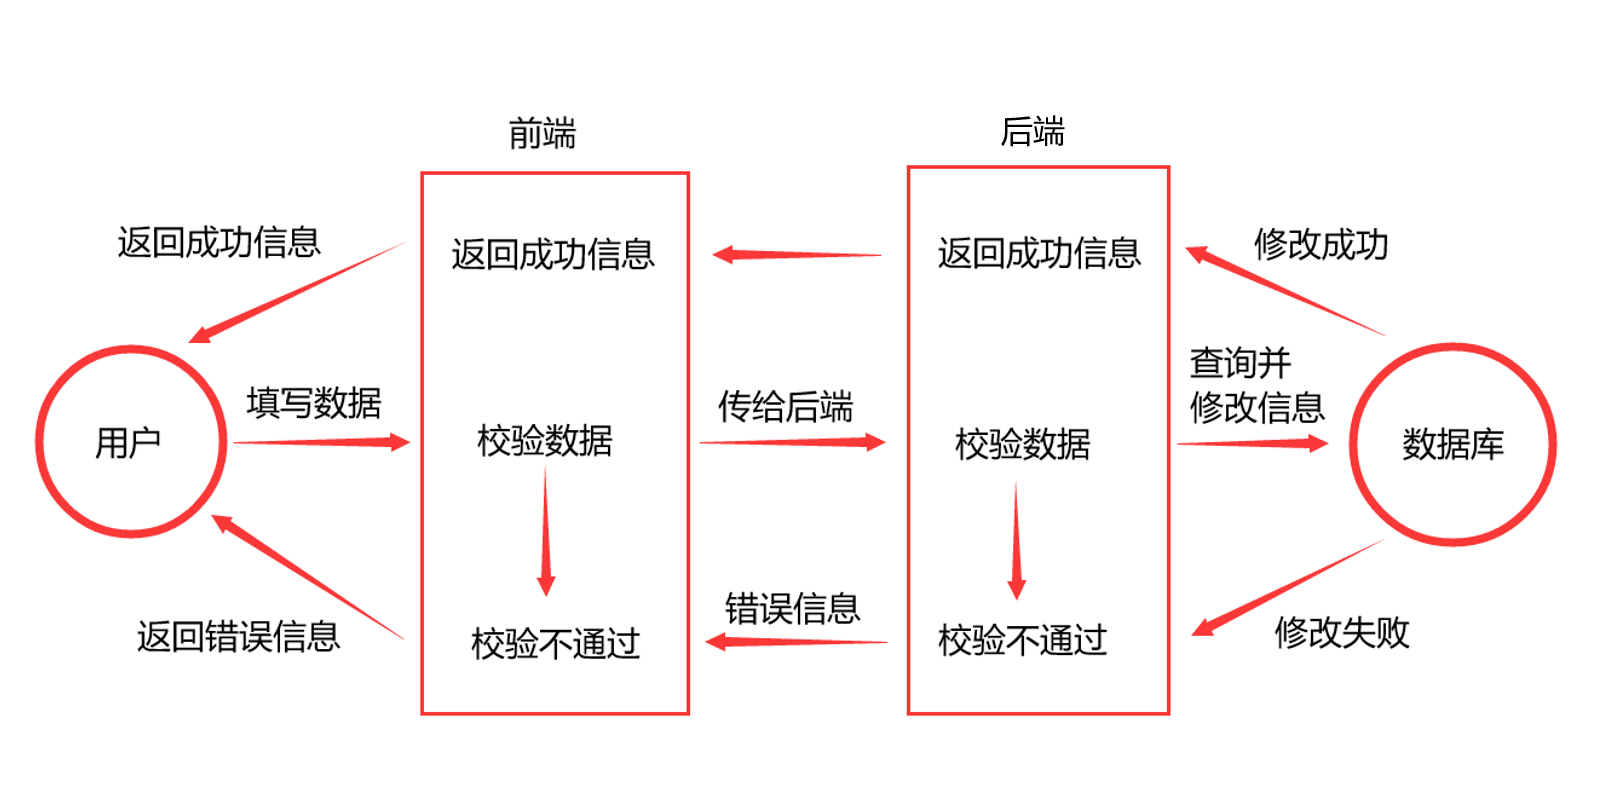 前端
后端
返回成功信息
返回成功信息
返回成功信息
修改成功
用户
填写数据
校验数据
传给后端
校验数据
查询并
修改信息
数据库
返回错误信息
校验不通过
错误信息
校验不通过
修改失败